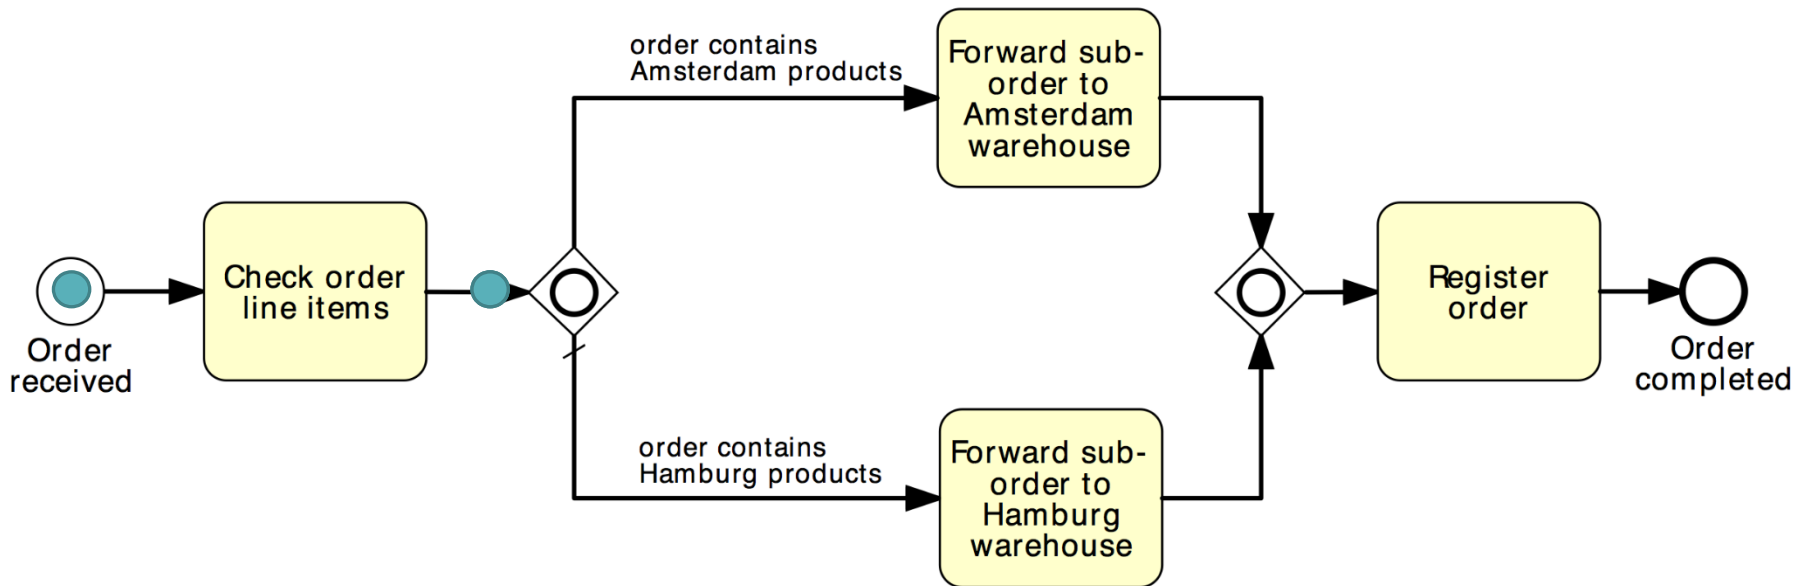 order contains
Amsterdam products
Forward sub-
order to
Amsterdam
warehouse
Check order
line items
Register
order
Order
received
Order
completed
order contains
Hamburg products
Forward sub-
order to
Hamburg
warehouse